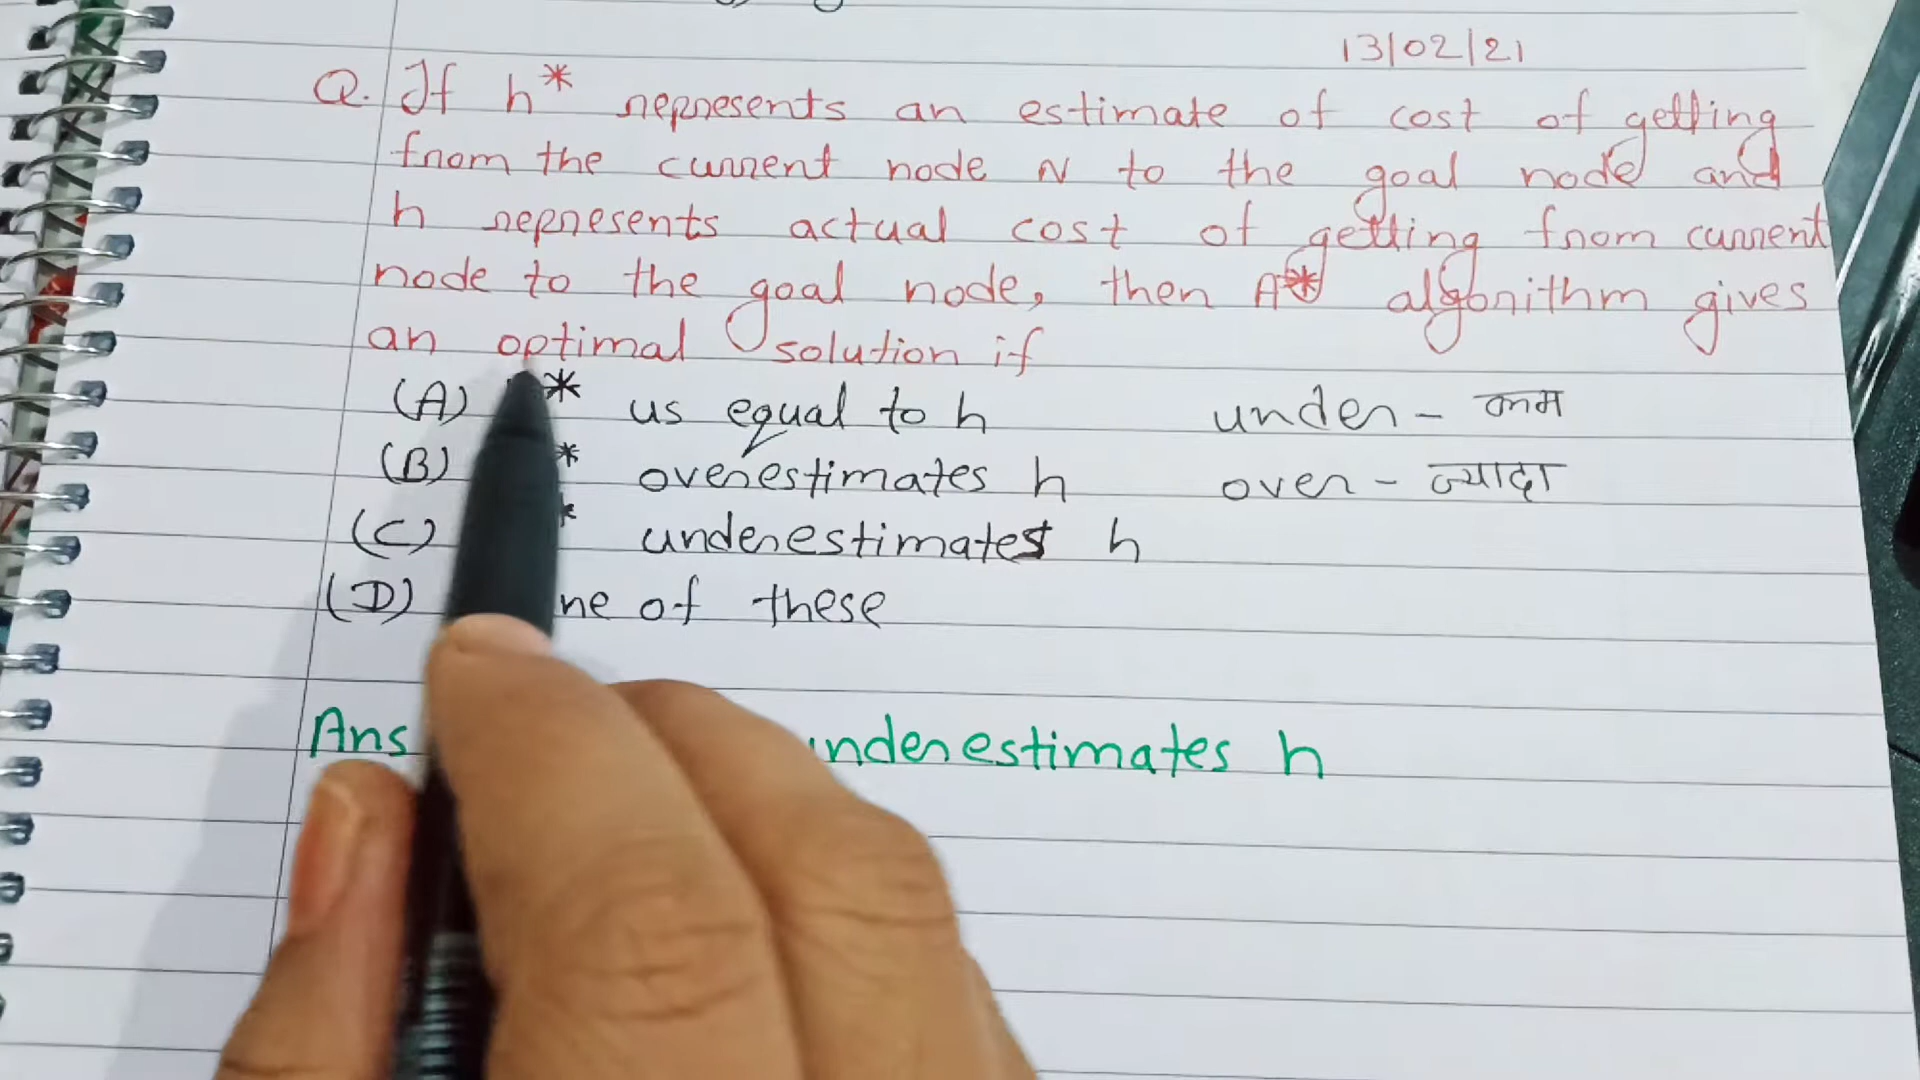 13/02/21
Q. If h* represents an estimate of cost of getting
from the current node N to the goal node and
h represents actual cost of getting from current
node to the goal node, then A* algorithm gives
an optimal solution if
(A) * us equal to h under - कम
(B) * overestimates h over - ज्यादा
(C) * underestimates h
(D) of these
Ans underestimates h